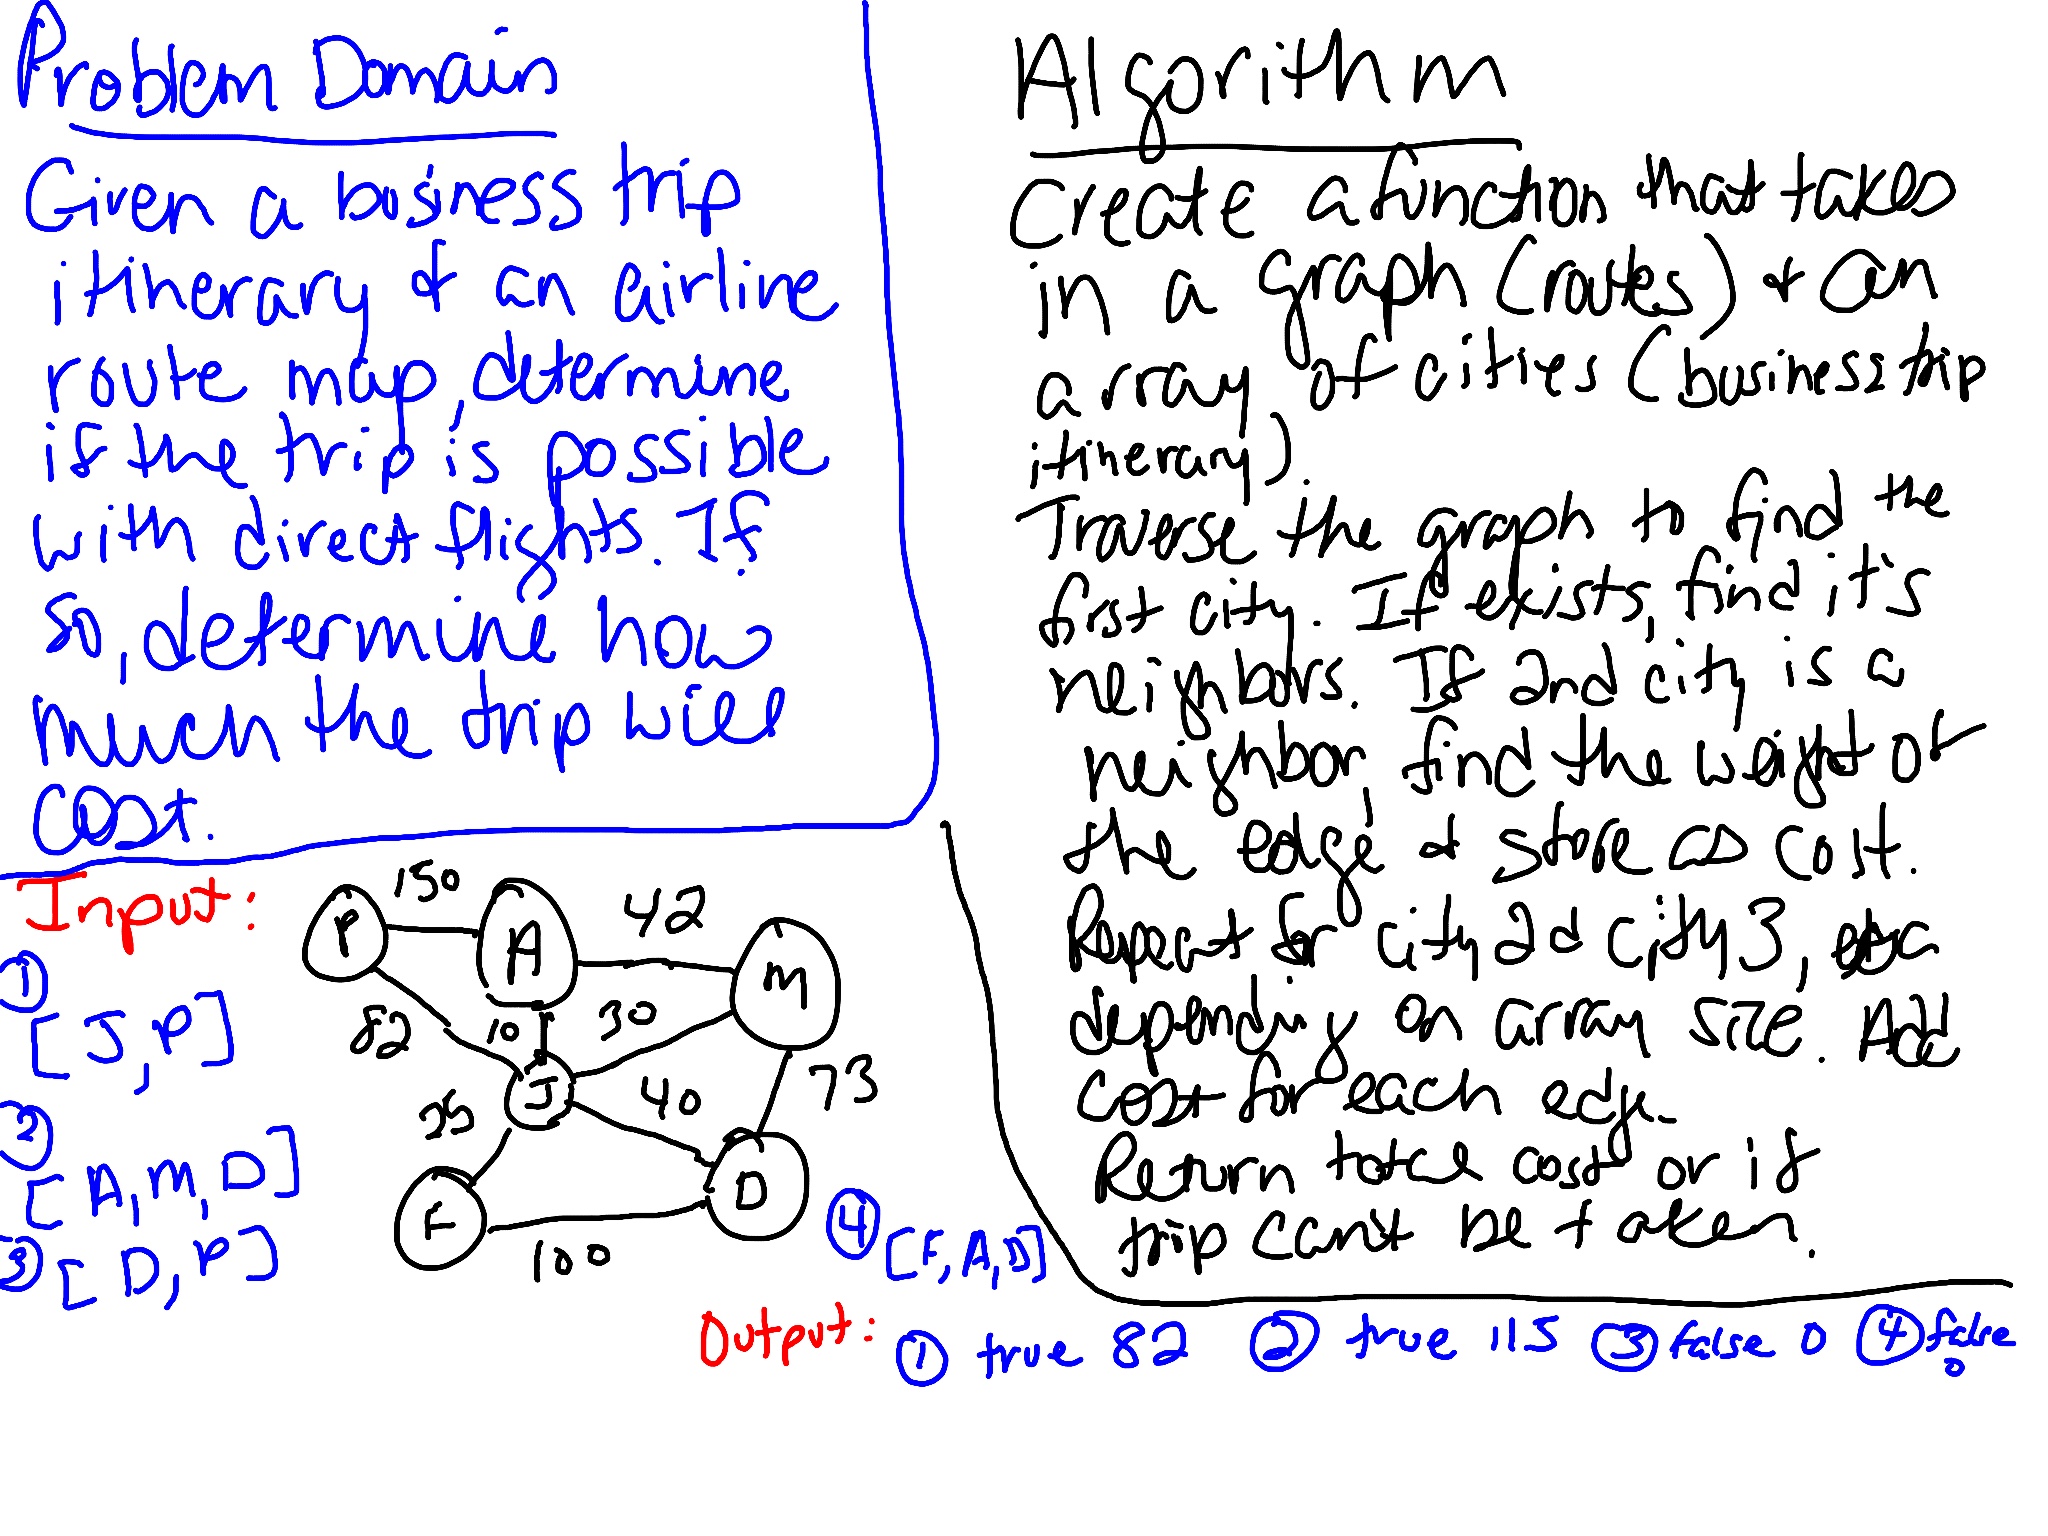 Problem Domain
Given a business trip
itinerary & an airline
route map, determine
if the trip is possible
with direct flights. If
so, determine how
much the trip will
cost.
Algorithm
Create a function that takes
in a graph (routes) & an
array of cities (business trip
itinerary)
Traverse the graph to find the
first city. If exists, find it's
neighbors. If 2nd city is a
neighbor, find the weight of
the edge & store as cost.
Repeat for city 2 & city 3, etc
depending on array size. Add
cost for each edge.
Return total cost or if
trip can't be taken.
Input:
① [J, P]
② [A, M, D]
③ [D, P]
④ [F, A, D]
P 150 A 42 M
82 10 30
J 73
25 40
F 100 D
Output: ① true 82 ② true 115 ③ false 0 ④ false 0